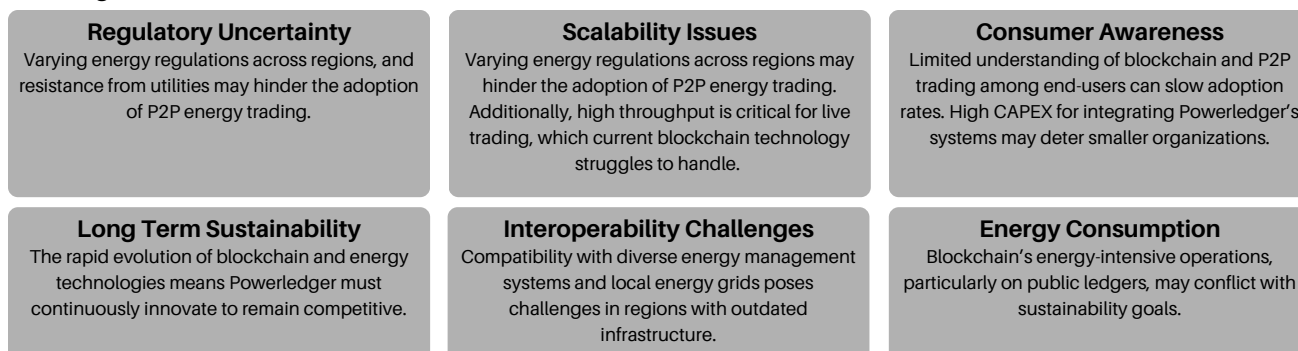 Regulatory Uncertainty
Varying energy regulations across regions, and
resistance from utilities may hinder the adoption
of P2P energy trading.
Scalability Issues
Varying energy regulations across regions may
hinder the adoption of P2P energy trading.
Additionally, high throughput is critical for live
trading, which current blockchain technology
struggles to handle.
Consumer Awareness
Limited understanding of blockchain and P2P
trading among end-users can slow adoption
rates. High CAPEX for integrating Powerledger's
systems may deter smaller organizations.
Long Term Sustainability
The rapid evolution of blockchain and energy
technologies means Powerledger must
continuously innovate to remain competitive.
Interoperability Challenges
Compatibility with diverse energy management
systems and local energy grids poses
challenges in regions with outdated
infrastructure.
Energy Consumption
Blockchain's energy-intensive operations,
particularly on public ledgers, may conflict with
sustainability goals.